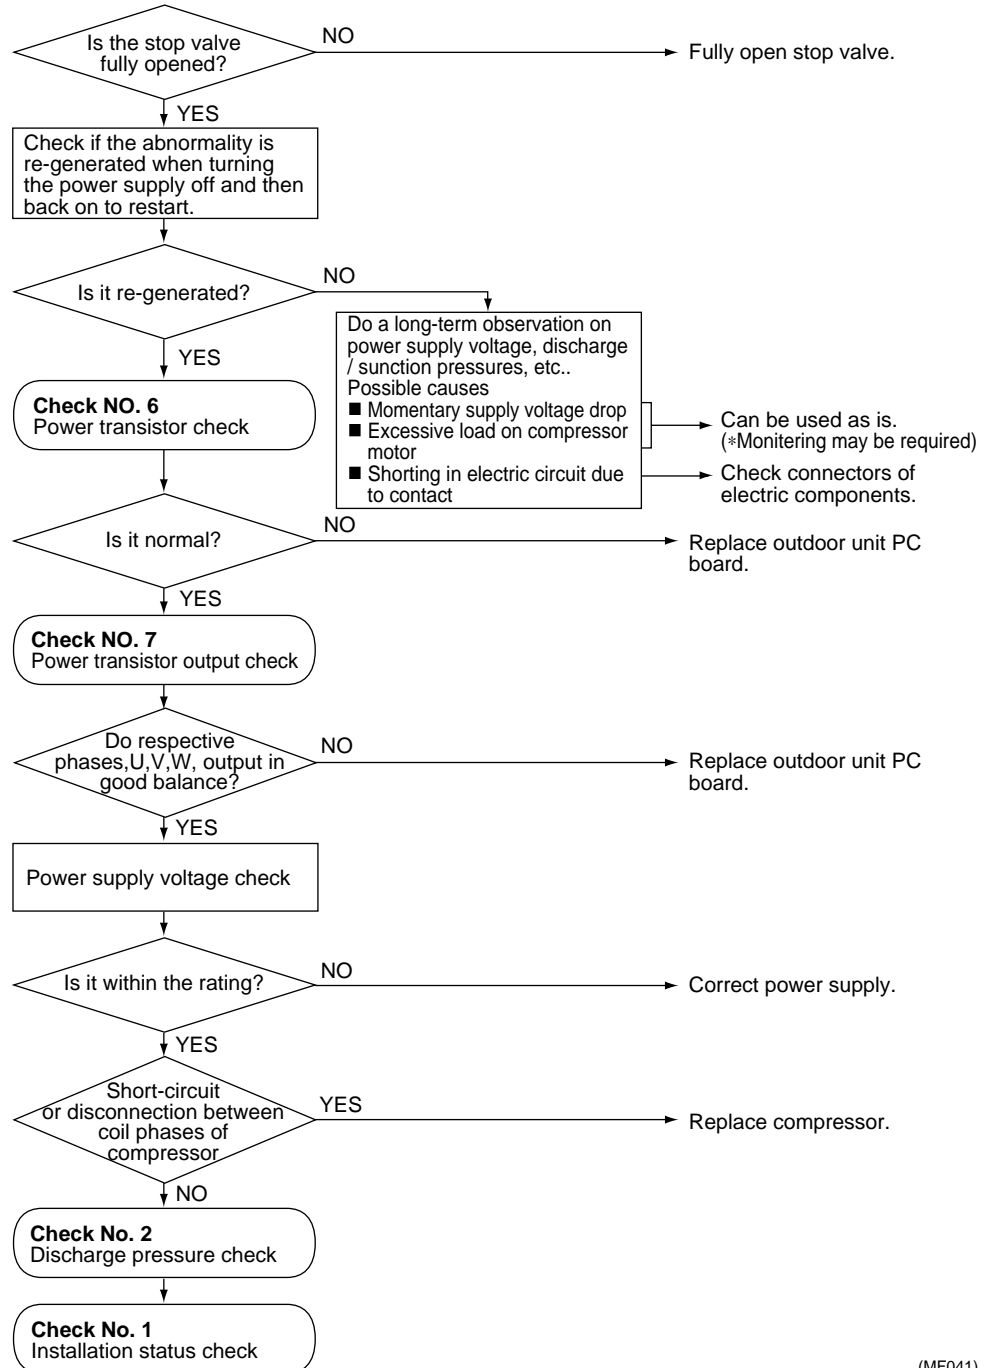 Is the stop valve
fully opened?
NO
Fully open stop valve.
YES
Check if the abnormality is
re-generated when turning
the power supply off and then
back on to restart.
Is it re-generated?
NO
Do a long-term observation on
power supply voltage, discharge
/ sunction pressures, etc..
Possible causes
■ Momentary supply voltage drop
■ Excessive load on compressor
motor
■ Shorting in electric circuit due
to contact
Can be used as is.
(*Monitering may be required)
Check connectors of
electric components.
YES
Check NO. 6
Power transistor check
Is it normal?
NO
Replace outdoor unit PC
board.
YES
Check NO. 7
Power transistor output check
Do respective
phases,U,V,W, output in
good balance?
NO
Replace outdoor unit PC
board.
YES
Power supply voltage check
Is it within the rating?
NO
Correct power supply.
YES
Short-circuit
or disconnection between
coil phases of
compressor
YES
Replace compressor.
NO
Check No. 2
Discharge pressure check
Check No. 1
Installation status check